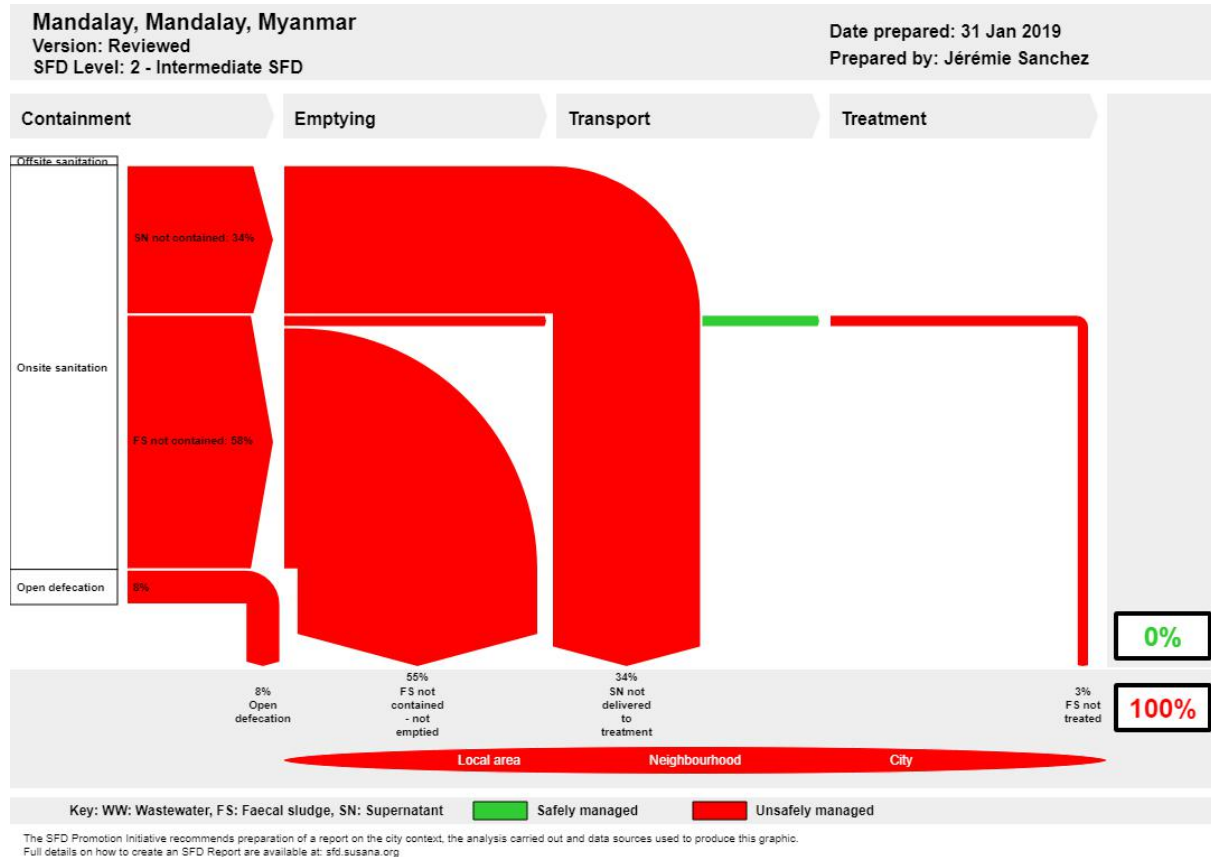 Mandalay, Mandalay, Myanmar
Version: Reviewed
SFD Level: 2 - Intermediate SFD
Date prepared: 31 Jan 2019
Prepared by: Jérémie Sanchez
Containment
Emptying
Transport
Treatment
Offsite sanitation
SN not contained: 34%
Onsite sanitation
FS not contained: 58%
Open defecation
8%
0%
100%
8%
Open
defecation
55%
FS not
contained
- not
emptied
34%
SN not
delivered
to
treatment
3%
FS not
treated
Local area
Neighbourhood
City
Key: WW: Wastewater, FS: Faecal sludge, SN: Supernatant
Safely managed
Unsafely managed
The SFD Promotion Initiative recommends preparation of a report on the city context, the analysis carried out and data sources used to produce this graphic.
Full details on how to create an SFD Report are available at: sfd.susana.org